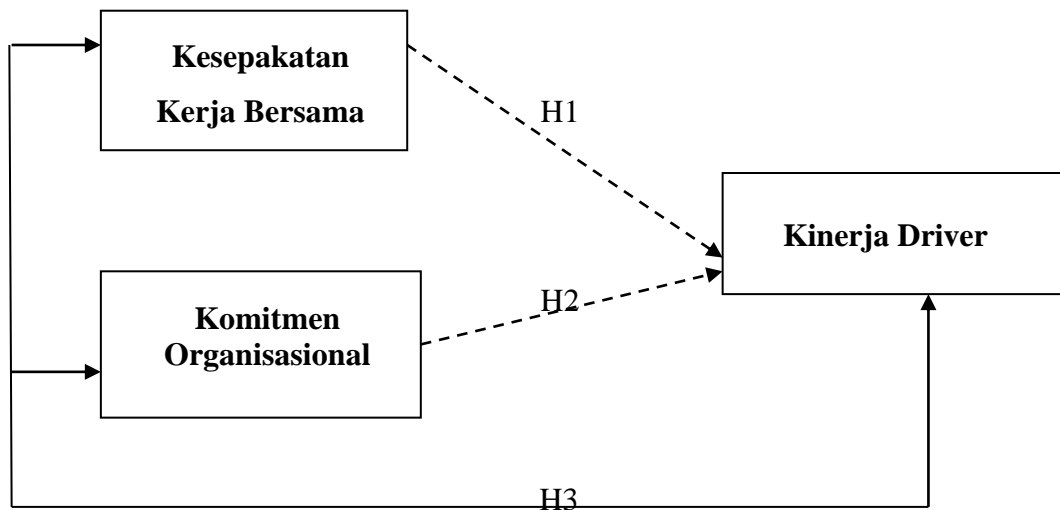 Kesepakatan
Kerja Bersama
H1
Kinerja Driver
H2
Komitmen
Organisasional
H3